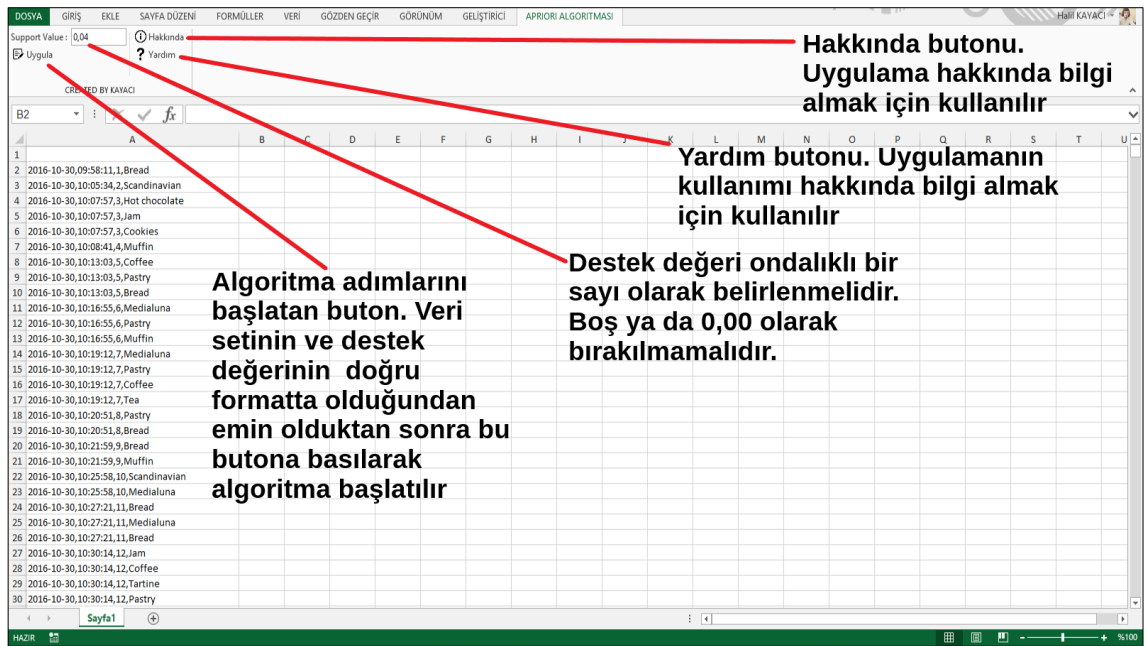 DOSYA GİRİŞ EKLE SAYFA DÜZENİ FORMÜLLER VERİ GÖZDEN GEÇİR GÖRÜNÜM GELİŞTİRİCİ APRIORI ALGORITMASI Halil KAYACI
Support Value: 0,04 Hakkında
Uygula Yardım
CREATED BY KAYACI
Hakkında butonu.
Uygulama hakkında bilgi
almak için kullanılır
B2 fx
A B C D E F G H I J K L M N O P Q R S T U
1
2 2016-10-30,09:58:11,1,Bread
3 2016-10-30,10:05:34,2,Scandinavian
4 2016-10-30,10:07:57,3,Hot chocolate
5 2016-10-30,10:07:57,3,Jam
6 2016-10-30,10:07:57,3,Cookies
7 2016-10-30,10:08:41,4,Muffin
8 2016-10-30,10:13:03,5,Coffee
9 2016-10-30,10:13:03,5,Pastry
10 2016-10-30,10:13:03,5,Bread
11 2016-10-30,10:16:55,6,Medialuna
12 2016-10-30,10:16:55,6,Pastry
13 2016-10-30,10:16:55,6,Muffin
14 2016-10-30,10:19:12,7,Medialuna
15 2016-10-30,10:19:12,7,Pastry
16 2016-10-30,10:19:12,7,Coffee
17 2016-10-30,10:19:12,7,Tea
18 2016-10-30,10:20:51,8,Pastry
19 2016-10-30,10:20:51,8,Bread
20 2016-10-30,10:21:59,9,Bread
21 2016-10-30,10:21:59,9,Muffin
22 2016-10-30,10:25:58,10,Scandinavian
23 2016-10-30,10:25:58,10,Medialuna
24 2016-10-30,10:27:21,11,Bread
25 2016-10-30,10:27:21,11,Medialuna
26 2016-10-30,10:27:21,11,Bread
27 2016-10-30,10:30:14,12,Jam
28 2016-10-30,10:30:14,12,Coffee
29 2016-10-30,10:30:14,12,Tartine
30 2016-10-30,10:30:14,12,Pastry
Yardım butonu. Uygulamanın
kullanımı hakkında bilgi almak
için kullanılır
Destek değeri ondalıklı bir
sayı olarak belirlenmelidir.
Boş ya da 0,00 olarak
bırakılmamalıdır.
Algoritma adımlarını
başlatan buton. Veri
setinin ve destek
değerinin doğru
formatta olduğundan
emin olduktan sonra bu
butona basılarak
algoritma başlatılır
Sayfa1
HAZIR %100